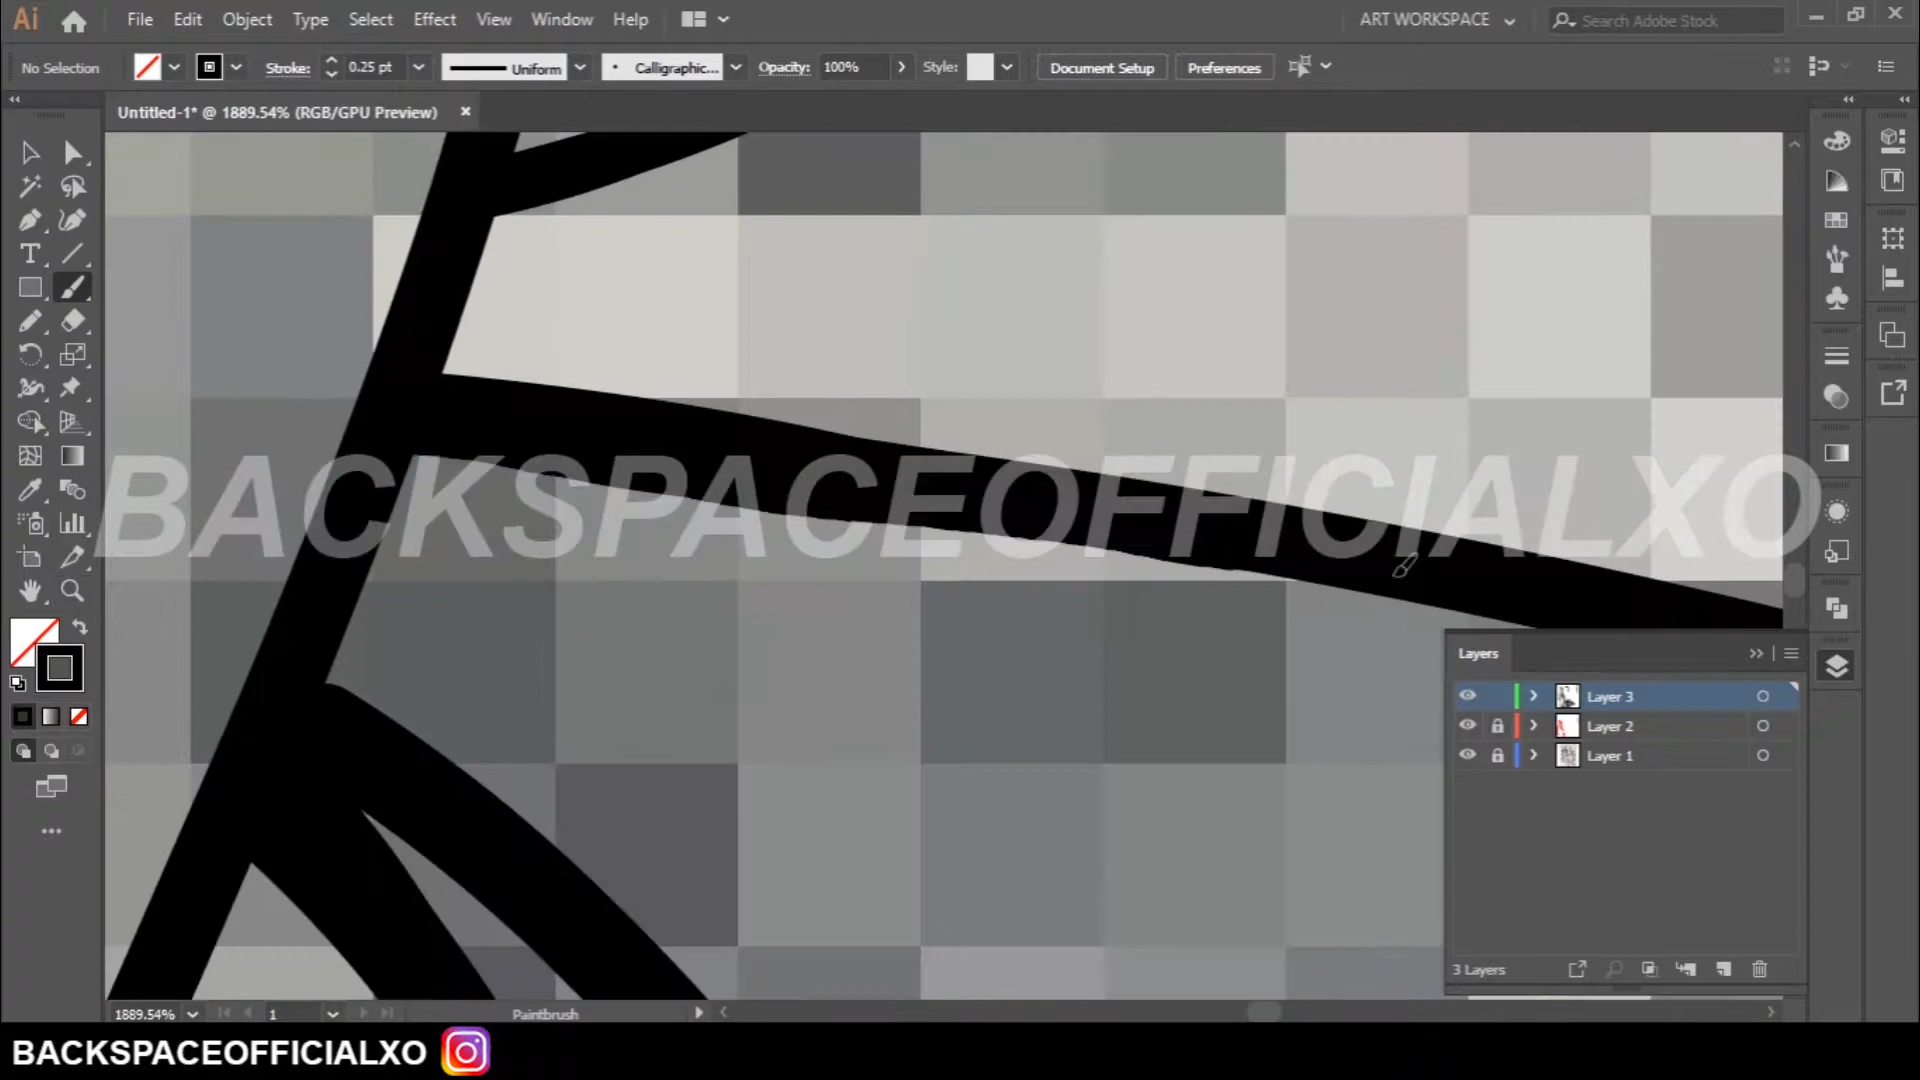 Ai File Edit Object Type Select Effect View Window Help ART WORKSPACE Search Adobe Stock
No Selection Stroke: 0.25 pt Uniform Calligraphic... Opacity: 100% Style: Document Setup Preferences
Untitled-1* @ 1889.54% (RGB/GPU Preview)
BACKSPACEOFFICIALXO
Layers
Layer 3
Layer 2
Layer 1
3 Layers
1889.54% 1 Paintbrush
BACKSPACEOFFICIALXO